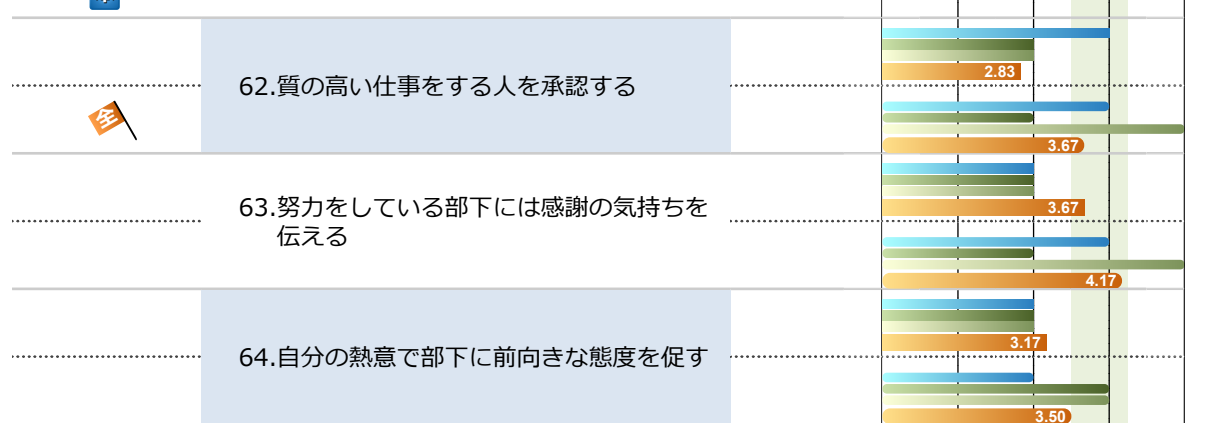 2.83
62.質の高い仕事をする人を承認する
全
3.67
63.努力をしている部下には感謝の気持ちを
伝える
3.67
4.17
3.17
64.自分の熱意で部下に前向きな態度を促す
3.50